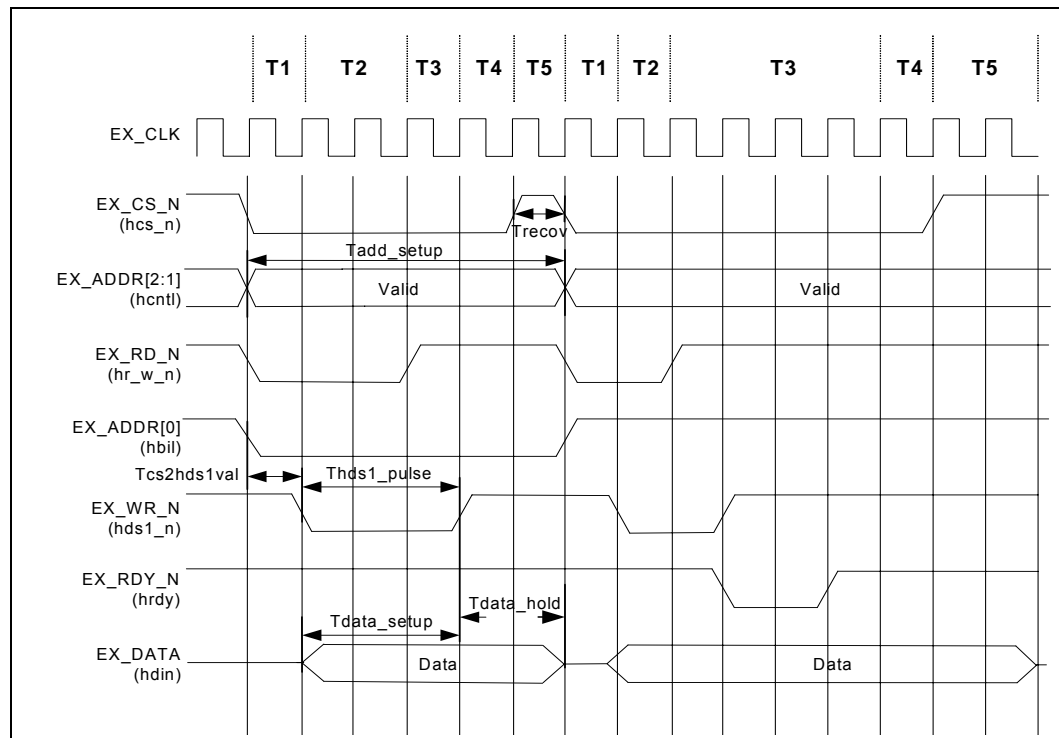 T1 T2 T3 T4 T5 T1 T2 T3 T4 T5
EX_CLK
EX_CS_N
(hcs_n)
Trecov
Tadd_setup
EX_ADDR[2:1]
(hcntl)
Valid Valid
EX_RD_N
(hr_w_n)
EX_ADDR[0]
(hbil)
Tcs2hds1val Thds1_pulse
EX_WR_N
(hds1_n)
EX_RDY_N
(hrdy)
Tdata_hold
Tdata_setup
EX_DATA
(hdin)
Data Data